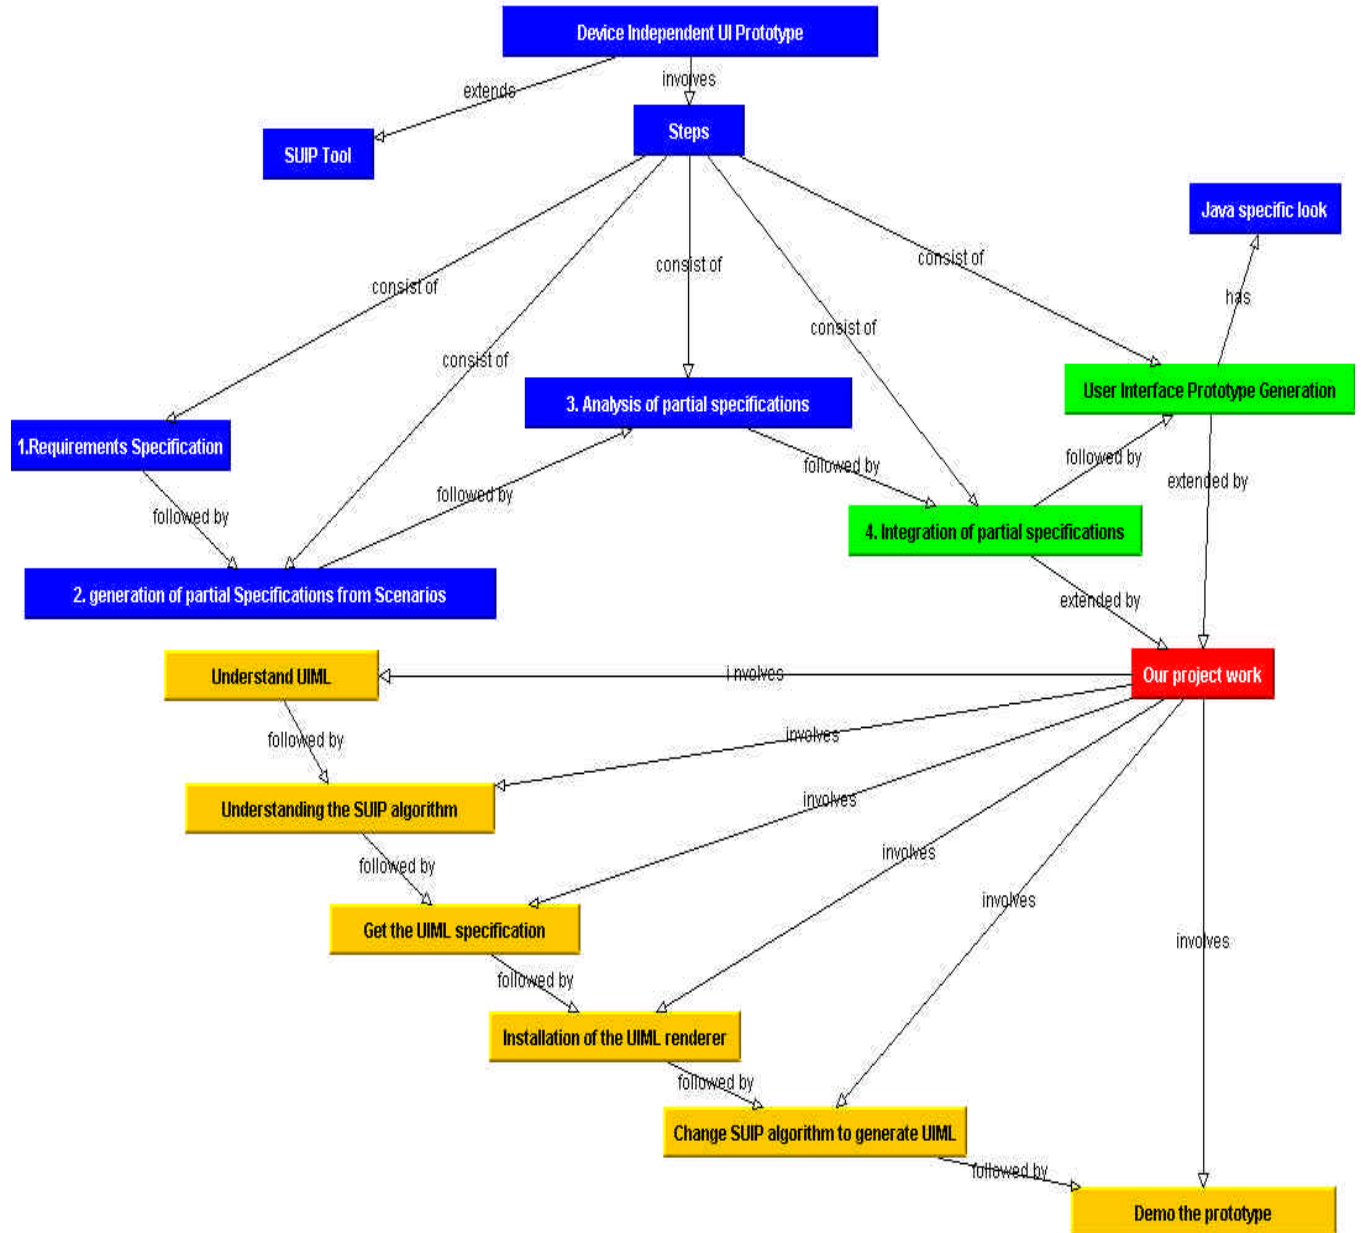 Device Independent UI Prototype
extends
involves
SUIP Tool
Steps
Java specific look
consist of
consist of
consist of
consist of
consist of
has
1.Requirements Specification
3. Analysis of partial specifications
User Interface Prototype Generation
followed by
followed by
followed by
followed by
extended by
4. Integration of partial specifications
2. generation of partial Specifications from Scenarios
extended by
Understand UIML
i nvolves
Our project work
followed by
involves
Understanding the SUIP algorithm
involves
followed by
involves
involves
Get the UIML specification
involves
followed by
Installation of the UIML renderer
followed by
Change SUIP algorithm to generate UIML
followed by
Demo the prototype